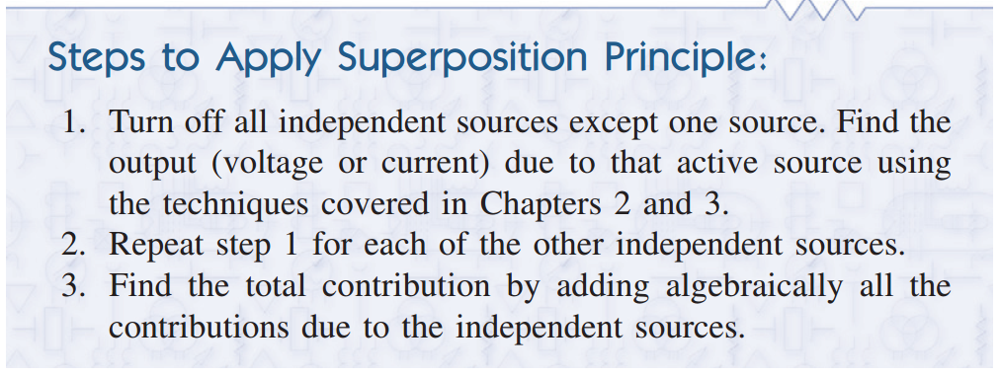 Steps to Apply Superposition Principle:
1. Turn off all independent sources except one source. Find the
output (voltage or current) due to that active source using
the techniques covered in Chapters 2 and 3.
2. Repeat step 1 for each of the other independent sources.
3. Find the total contribution by adding algebraically all the
contributions due to the independent sources.